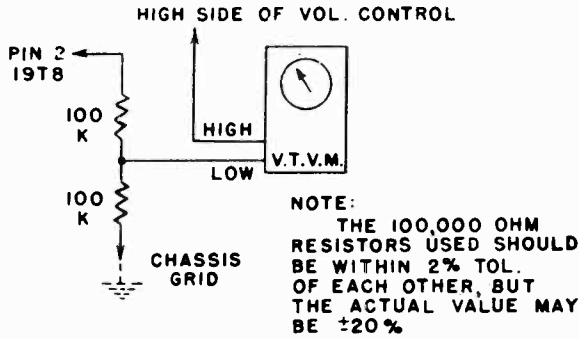 HIGH SIDE OF VOL. CONTROL
PIN 2
19T8
100
K
HIGH
V.T.V.M.
LOW
100
K
CHASSIS
GRID
NOTE:
THE 100,000 OHM
RESISTORS USED SHOULD
BE WITHIN 2% TOL.
OF EACH OTHER, BUT
THE ACTUAL VALUE MAY
BE ±20%